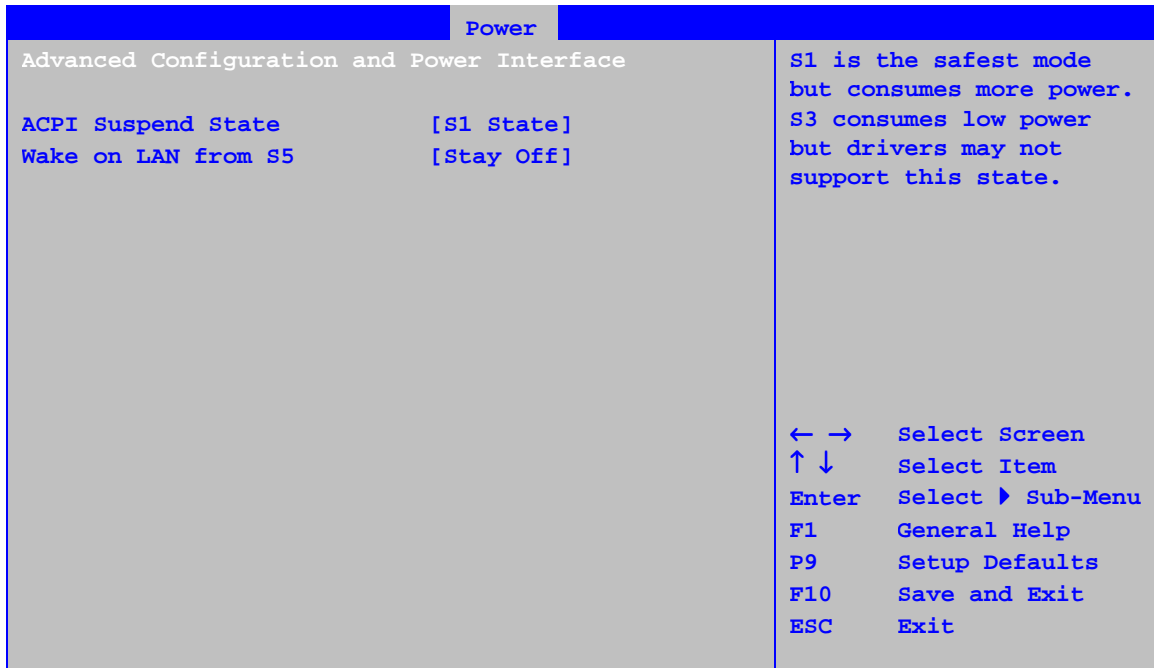 Power
Advanced Configuration and Power Interface
ACPI Suspend State [S1 State]
Wake on LAN from S5 [Stay Off]
S1 is the safest mode
but consumes more power.
S3 consumes low power
but drivers may not
support this state.
← → Select Screen
↑ ↓ Select Item
Enter Select ▶ Sub-Menu
F1 General Help
P9 Setup Defaults
F10 Save and Exit
ESC Exit